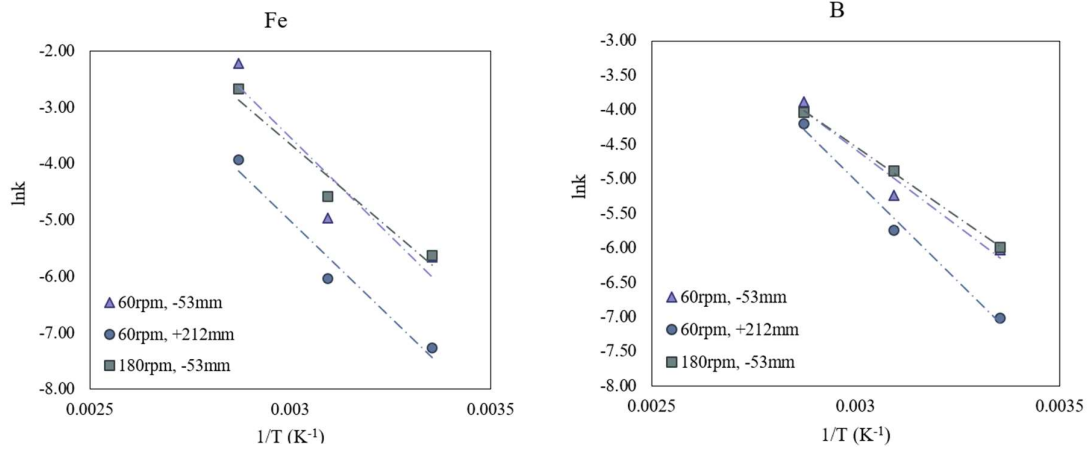 Fe
-2.00
-3.00
-4.00
-5.00
-6.00
-7.00
-8.00
lnk
60rpm, -53mm
60rpm, +212mm
180rpm, -53mm
0.0025
0.003
0.0035
1/T (K⁻¹)
B
-3.00
-3.50
-4.00
-4.50
-5.00
-5.50
-6.00
-6.50
-7.00
-7.50
-8.00
lnk
60rpm, -53mm
60rpm, +212mm
180rpm, -53mm
0.0025
0.003
0.0035
1/T (K⁻¹)